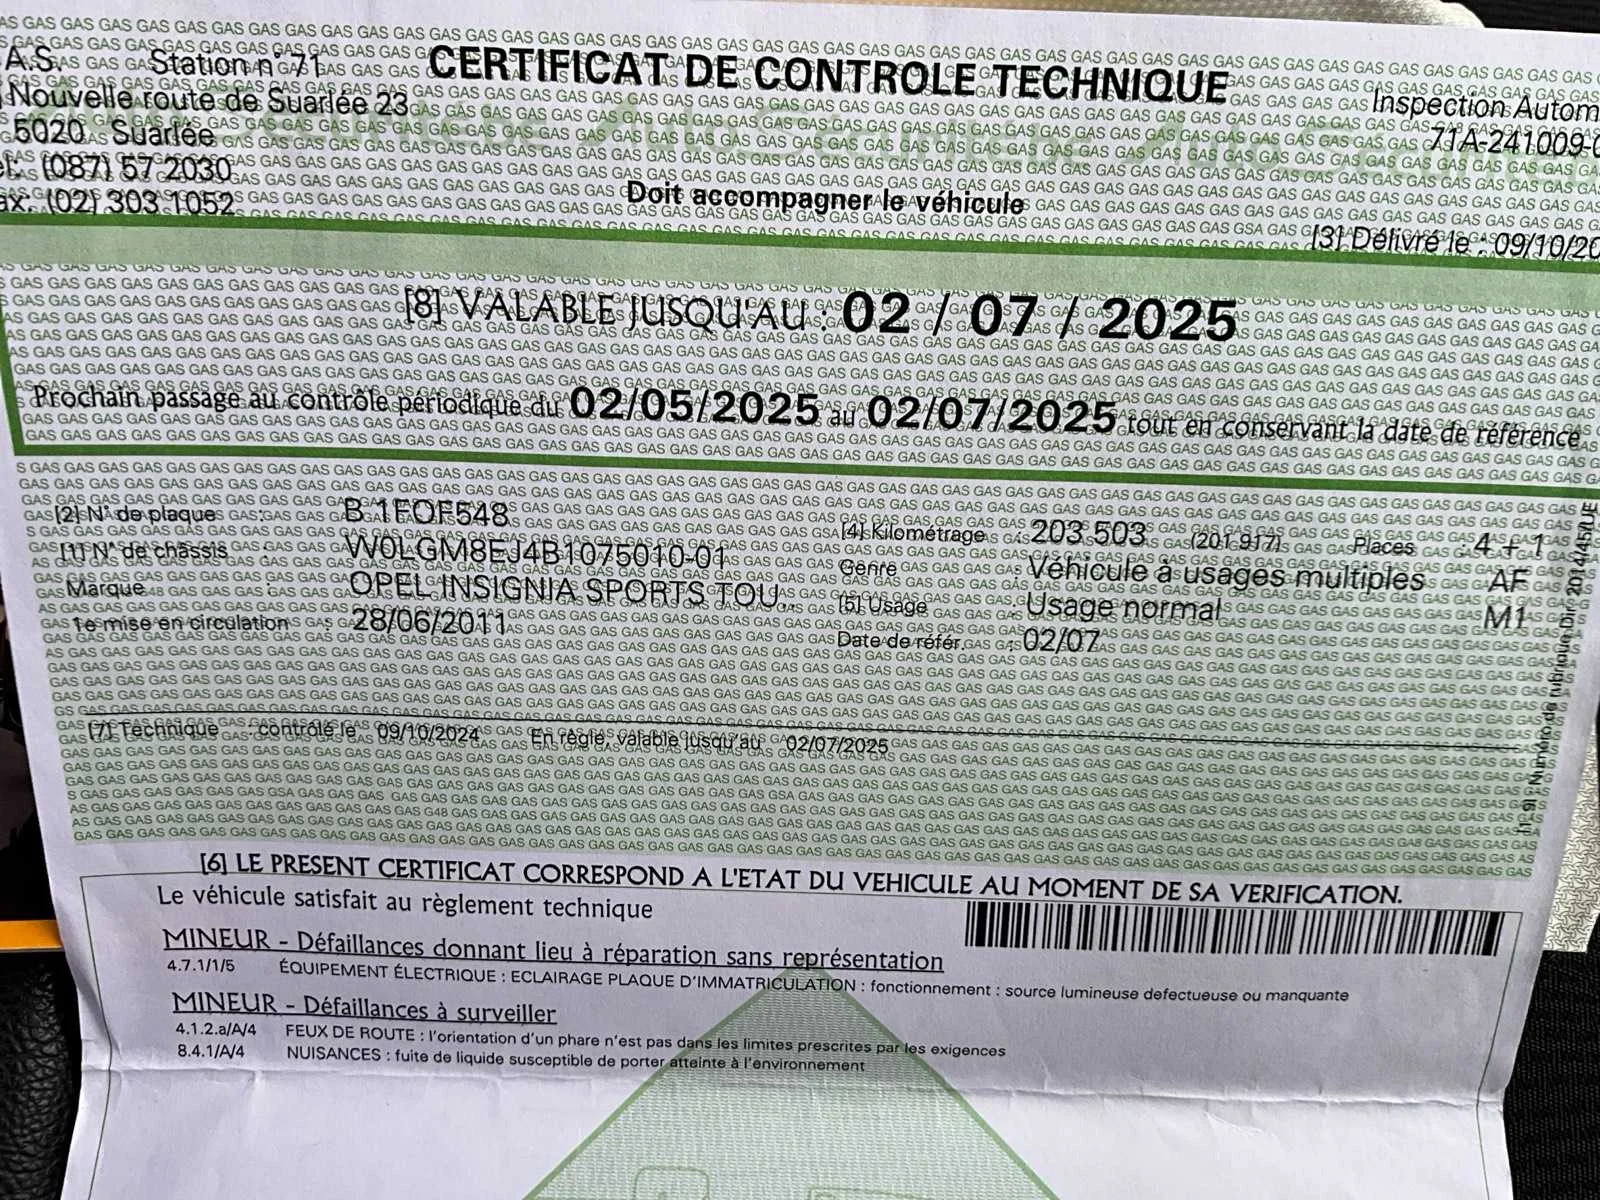 A.S. Station n° 71
CERTIFICAT DE CONTROLE TECHNIQUE
Nouvelle route de Suarlée 23
Inspection Autom
5020 Suarlée
71A-241009-0
el: (087) 57 2030
Doit accompagner le véhicule
ax: (02) 303 1052
[3] Délivré le : 09/10/20
[8] VALABLE JUSQU'AU : 02 / 07 / 2025
Prochain passage au contrôle périodique du 02/05/2025 au 02/07/2025 tout en conservant la date de référence
[2] N° de plaque : B 1EOF548
[4] Kilométrage : 203 503 (201 917) Places : 4 + 1
[1] N° de châssis : W0LGM8EJ4B1075010-01
Genre : Véhicule à usages multiples AF
Marque : OPEL INSIGNIA SPORTS TOU..
[5] Usage : Usage normal M1
1e mise en circulation : 28/06/2011
Date de référ. : 02/07
[7] Technique : contrôlé le 09/10/2024 En règle, valable jusqu'au 02/07/2025
[6] LE PRESENT CERTIFICAT CORRESPOND A L'ETAT DU VEHICULE AU MOMENT DE SA VERIFICATION.
Le véhicule satisfait au règlement technique
MINEUR - Défaillances donnant lieu à réparation sans représentation
4.7.1/1/5 ÉQUIPEMENT ÉLECTRIQUE : ECLAIRAGE PLAQUE D'IMMATRICULATION : fonctionnement : source lumineuse defectueuse ou manquante
MINEUR - Défaillances à surveiller
4.1.2.a/A/4 FEUX DE ROUTE : l'orientation d'un phare n'est pas dans les limites prescrites par les exigences
8.4.1/A/4 NUISANCES : fuite de liquide susceptible de porter atteinte à l'environnement